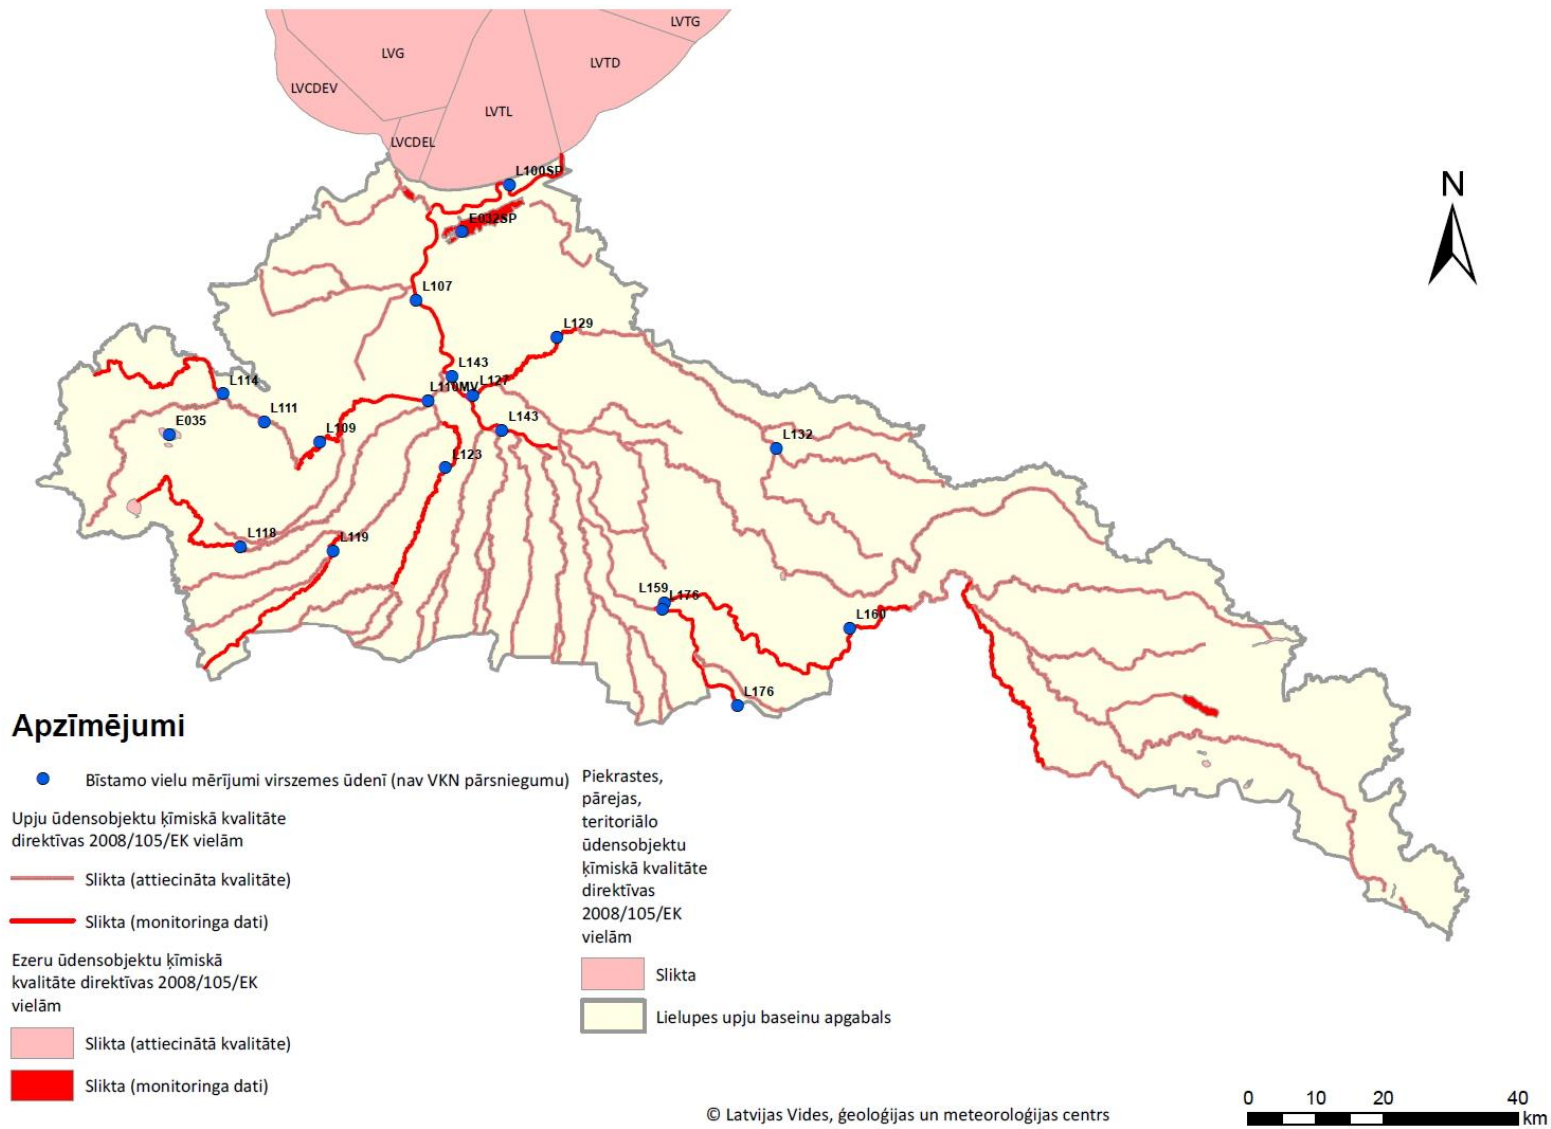 LVTG
LVG
LVTD
LVCDEV
LVTL
LVCDEL
L100SP
N
E032SP
L107
L129
L143
L127
L110MV
L114
L111
E035
L109
L143
L132
L123
L118
L119
L159
L176
L160
L176
Apzīmējumi
Bīstamo vielu mērījumi virszemes ūdenī (nav VKN pārsniegumu)
Upju ūdensobjektu ķīmiskā kvalitāte
direktīvas 2008/105/EK vielām
Slikta (attiecināta kvalitāte)
Slikta (monitoringa dati)
Ezeru ūdensobjektu ķīmiskā
kvalitāte direktīvas 2008/105/EK
vielām
Slikta (attiecinātā kvalitāte)
Slikta (monitoringa dati)
Piekrastes,
pārejas,
teritoriālo
ūdensobjektu
ķīmiskā kvalitāte
direktīvas
2008/105/EK
vielām
Slikta
Lielupes upju baseinu apgabals
© Latvijas Vides, ģeoloģijas un meteoroloģijas centrs
0 10 20 40
km